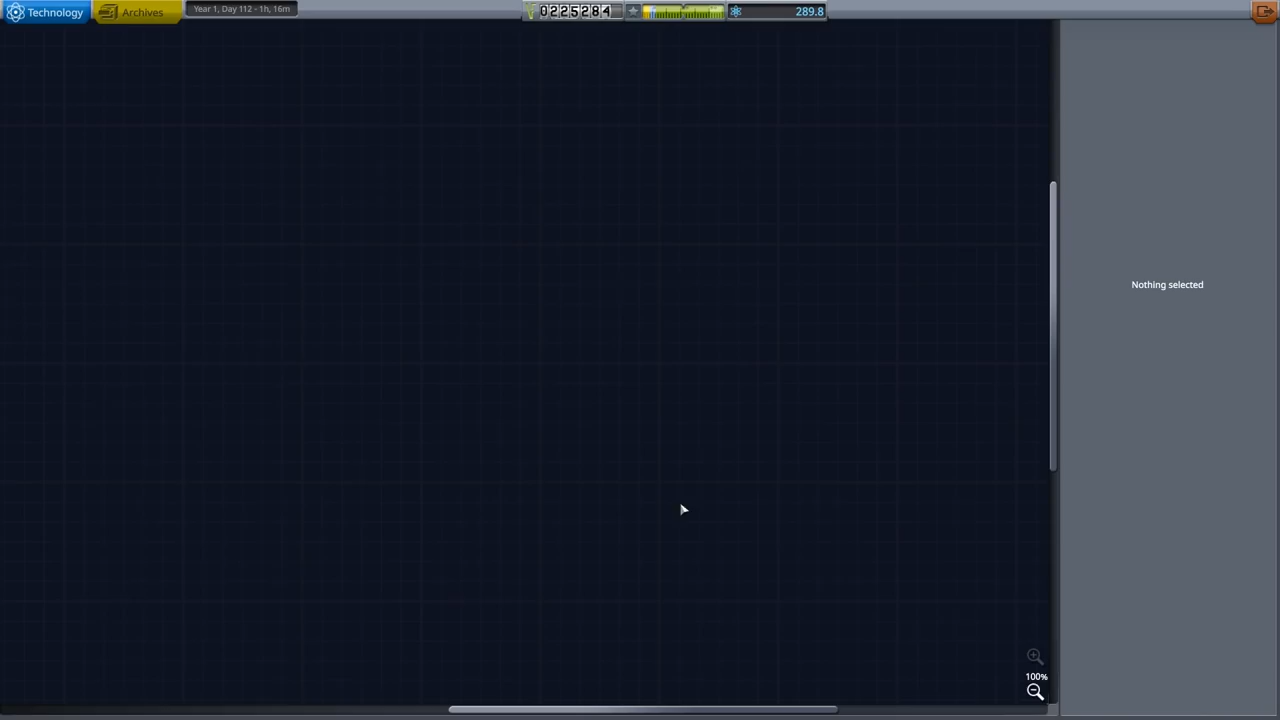 Technology
Archives
Year 1, Day 112 - 1h, 16m
0225284
289.8
Nothing selected
100%